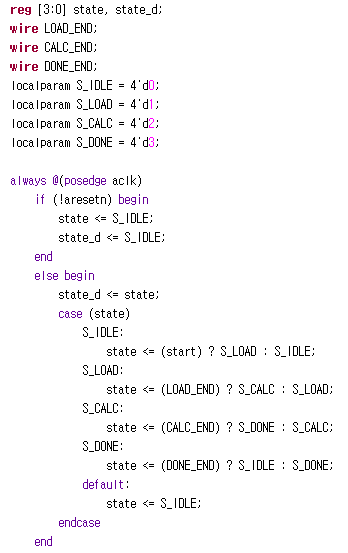 reg [3:0] state, state_d;
wire LOAD_END;
wire CALC_END;
wire DONE_END;
localparam S_IDLE = 4'd0;
localparam S_LOAD = 4'd1;
localparam S_CALC = 4'd2;
localparam S_DONE = 4'd3;

always @(posedge aclk)
    if (!aresetn) begin
        state <= S_IDLE;
        state_d <= S_IDLE;
    end
    else begin
        state_d <= state;
        case (state)
            S_IDLE:
                state <= (start) ? S_LOAD : S_IDLE;
            S_LOAD:
                state <= (LOAD_END) ? S_CALC : S_LOAD;
            S_CALC:
                state <= (CALC_END) ? S_DONE : S_CALC;
            S_DONE:
                state <= (DONE_END) ? S_IDLE : S_DONE;
            default:
                state <= S_IDLE;
        endcase
    end